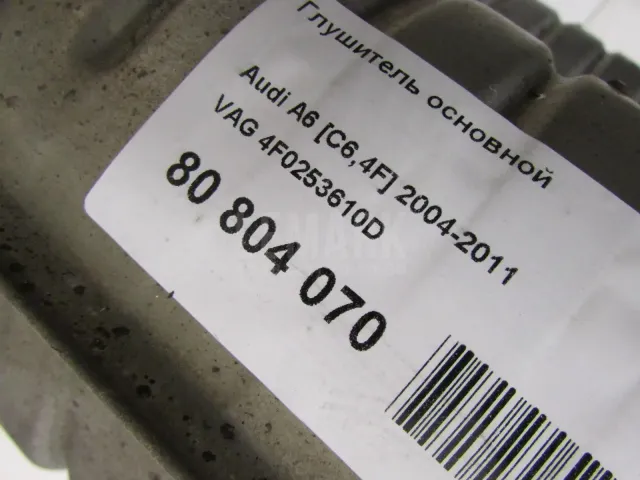 Глушитель основной
Audi A6 [C6,4F] 2004-2011
VAG 4F0253610D
80 804 070